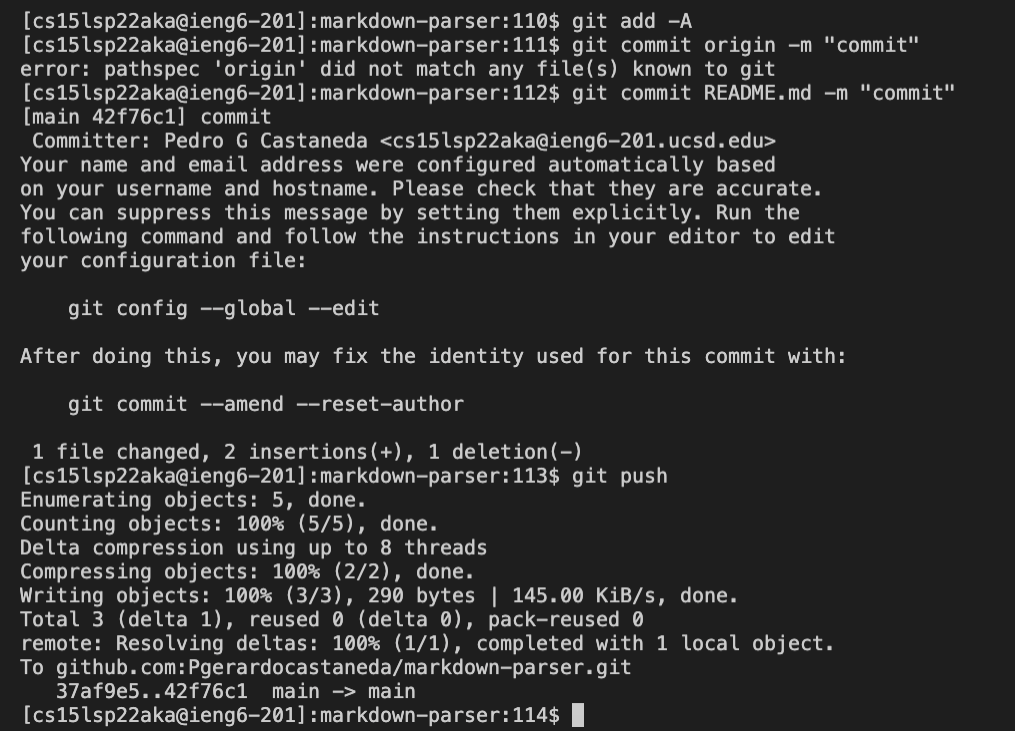 [cs15lsp22aka@ieng6-201]:markdown-parser:110$ git add -A
[cs15lsp22aka@ieng6-201]:markdown-parser:111$ git commit origin -m "commit"
error: pathspec 'origin' did not match any file(s) known to git
[cs15lsp22aka@ieng6-201]:markdown-parser:112$ git commit README.md -m "commit"
[main 42f76c1] commit
 Committer: Pedro G Castaneda <cs15lsp22aka@ieng6-201.ucsd.edu>
Your name and email address were configured automatically based
on your username and hostname. Please check that they are accurate.
You can suppress this message by setting them explicitly. Run the
following command and follow the instructions in your editor to edit
your configuration file:

    git config --global --edit

After doing this, you may fix the identity used for this commit with:

    git commit --amend --reset-author

 1 file changed, 2 insertions(+), 1 deletion(-)
[cs15lsp22aka@ieng6-201]:markdown-parser:113$ git push
Enumerating objects: 5, done.
Counting objects: 100% (5/5), done.
Delta compression using up to 8 threads
Compressing objects: 100% (2/2), done.
Writing objects: 100% (3/3), 290 bytes | 145.00 KiB/s, done.
Total 3 (delta 1), reused 0 (delta 0), pack-reused 0
remote: Resolving deltas: 100% (1/1), completed with 1 local object.
To github.com:Pgerardocastaneda/markdown-parser.git
   37af9e5..42f76c1  main -> main
[cs15lsp22aka@ieng6-201]:markdown-parser:114$